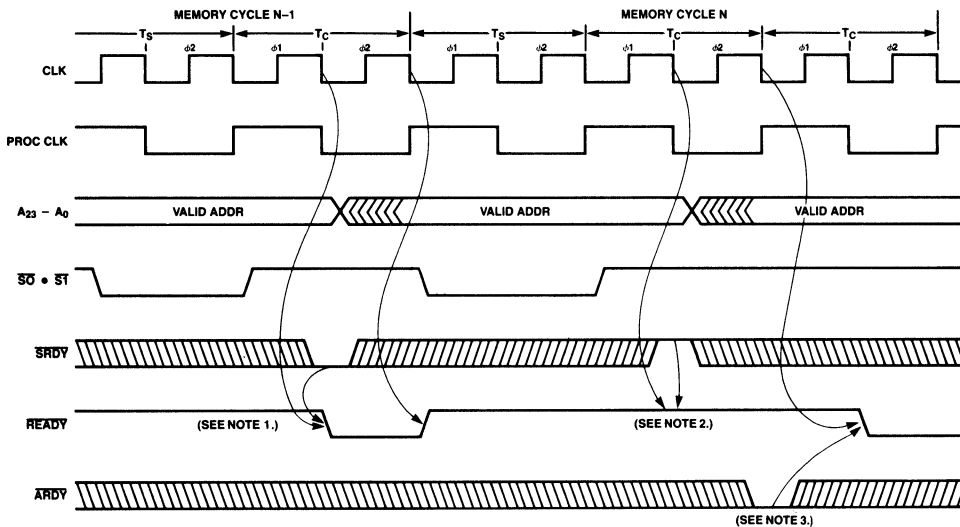 MEMORY CYCLE N–1
MEMORY CYCLE N
TS TC TS TC TC
φ2 φ1 φ2 φ1 φ2 φ1 φ2 φ1 φ2
CLK
PROC CLK
A23 – A0 VALID ADDR VALID ADDR VALID ADDR
S0 • S1
SRDY
READY (SEE NOTE 1.) (SEE NOTE 2.)
ARDY
(SEE NOTE 3.)